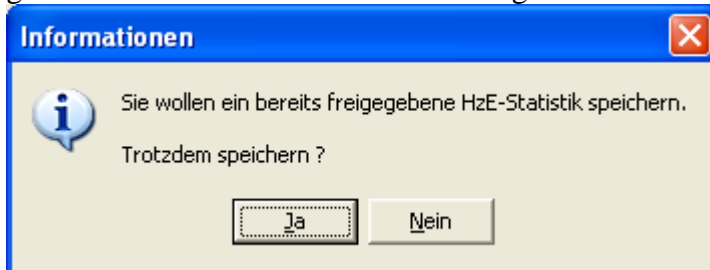 Informationen
Sie wollen ein bereits freigegebene HzE-Statistik speichern.
Trotzdem speichern ?
Ja
Nein